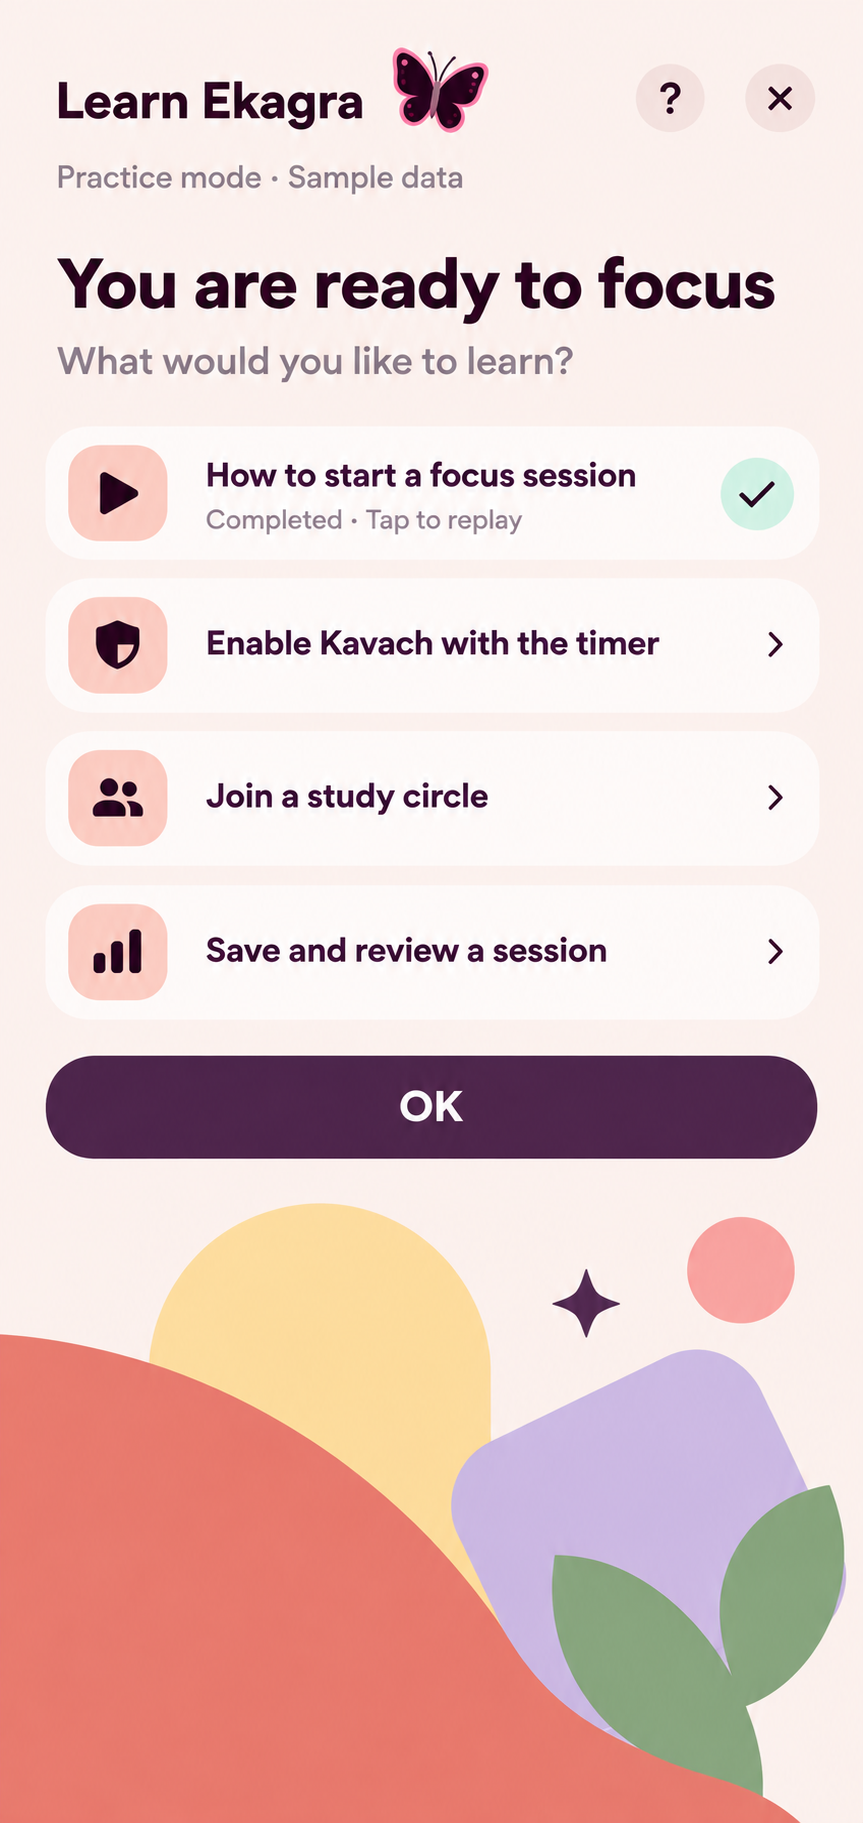 Learn Ekagra
?
Practice mode · Sample data
You are ready to focus
What would you like to learn?
How to start a focus session
Completed · Tap to replay
Enable Kavach with the timer
Join a study circle
Save and review a session
OK